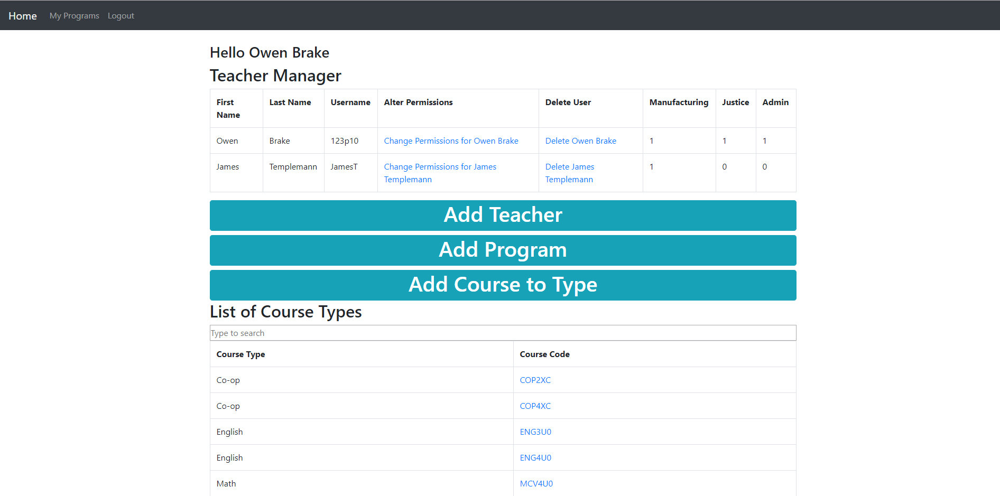 Home My Programs Logout
Hello Owen Brake
Teacher Manager
First Name Last Name Username Alter Permissions Delete User Manufacturing Justice Admin
Owen Brake 123p10 Change Permissions for Owen Brake Delete Owen Brake 1 1 1
James Templemann JamesT Change Permissions for James Templemann Delete James Templemann 1 0 0
Add Teacher
Add Program
Add Course to Type
List of Course Types
Type to search
Course Type Course Code
Co-op COP2XC
Co-op COP4XC
English ENG3U0
English ENG4U0
Math MCV4U0